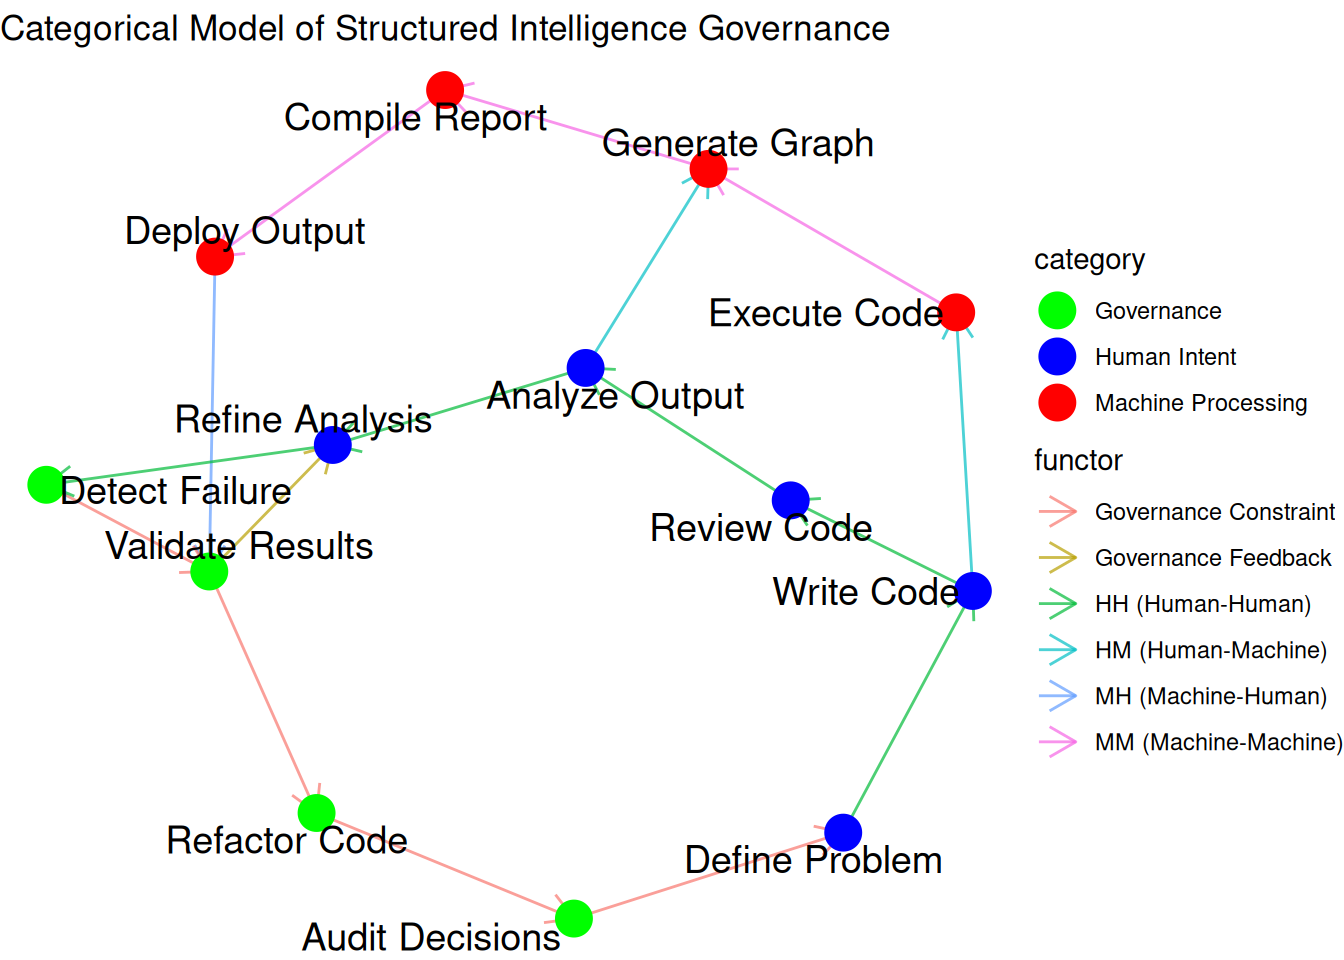 Categorical Model of Structured Intelligence Governance
Compile Report
Generate Graph
Deploy Output
Execute Code
Analyze Output
Refine Analysis
Detect Failure
Review Code
Validate Results
Write Code
Refactor Code
Define Problem
Audit Decisions
category
Governance
Human Intent
Machine Processing
functor
Governance Constraint
Governance Feedback
HH (Human-Human)
HM (Human-Machine)
MH (Machine-Human)
MM (Machine-Machine)